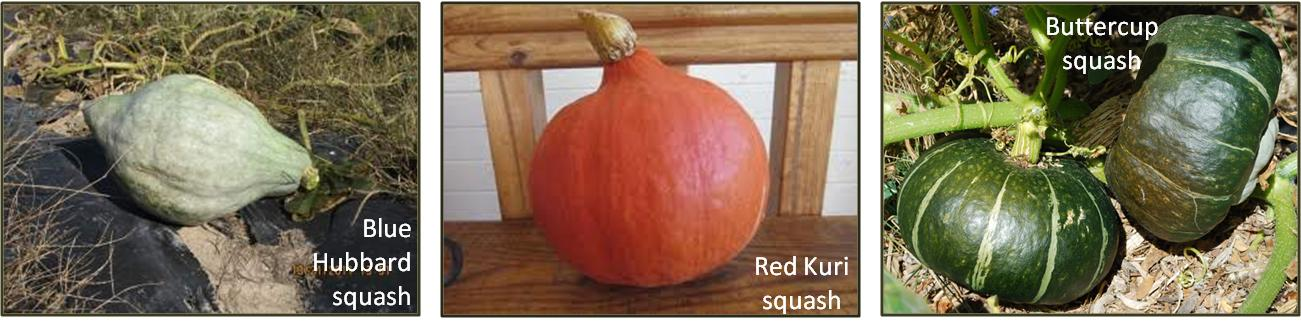 Blue
Hubbard
squash
Red Kuri
squash
Buttercup
squash